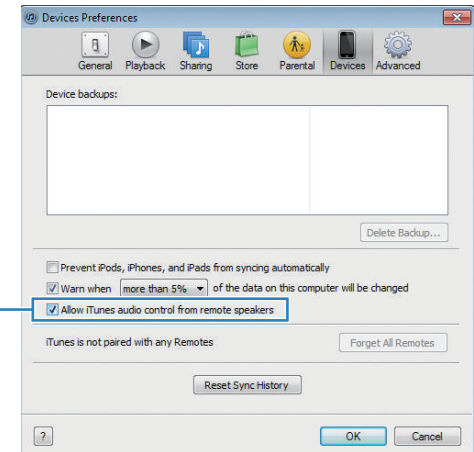 Devices Preferences
General Playback Sharing Store Parental Devices Advanced
Device backups:
Delete Backup...
Prevent iPods, iPhones, and iPads from syncing automatically
Warn when more than 5% of the data on this computer will be changed
Allow iTunes audio control from remote speakers
iTunes is not paired with any Remotes Forget All Remotes
Reset Sync History
? OK Cancel